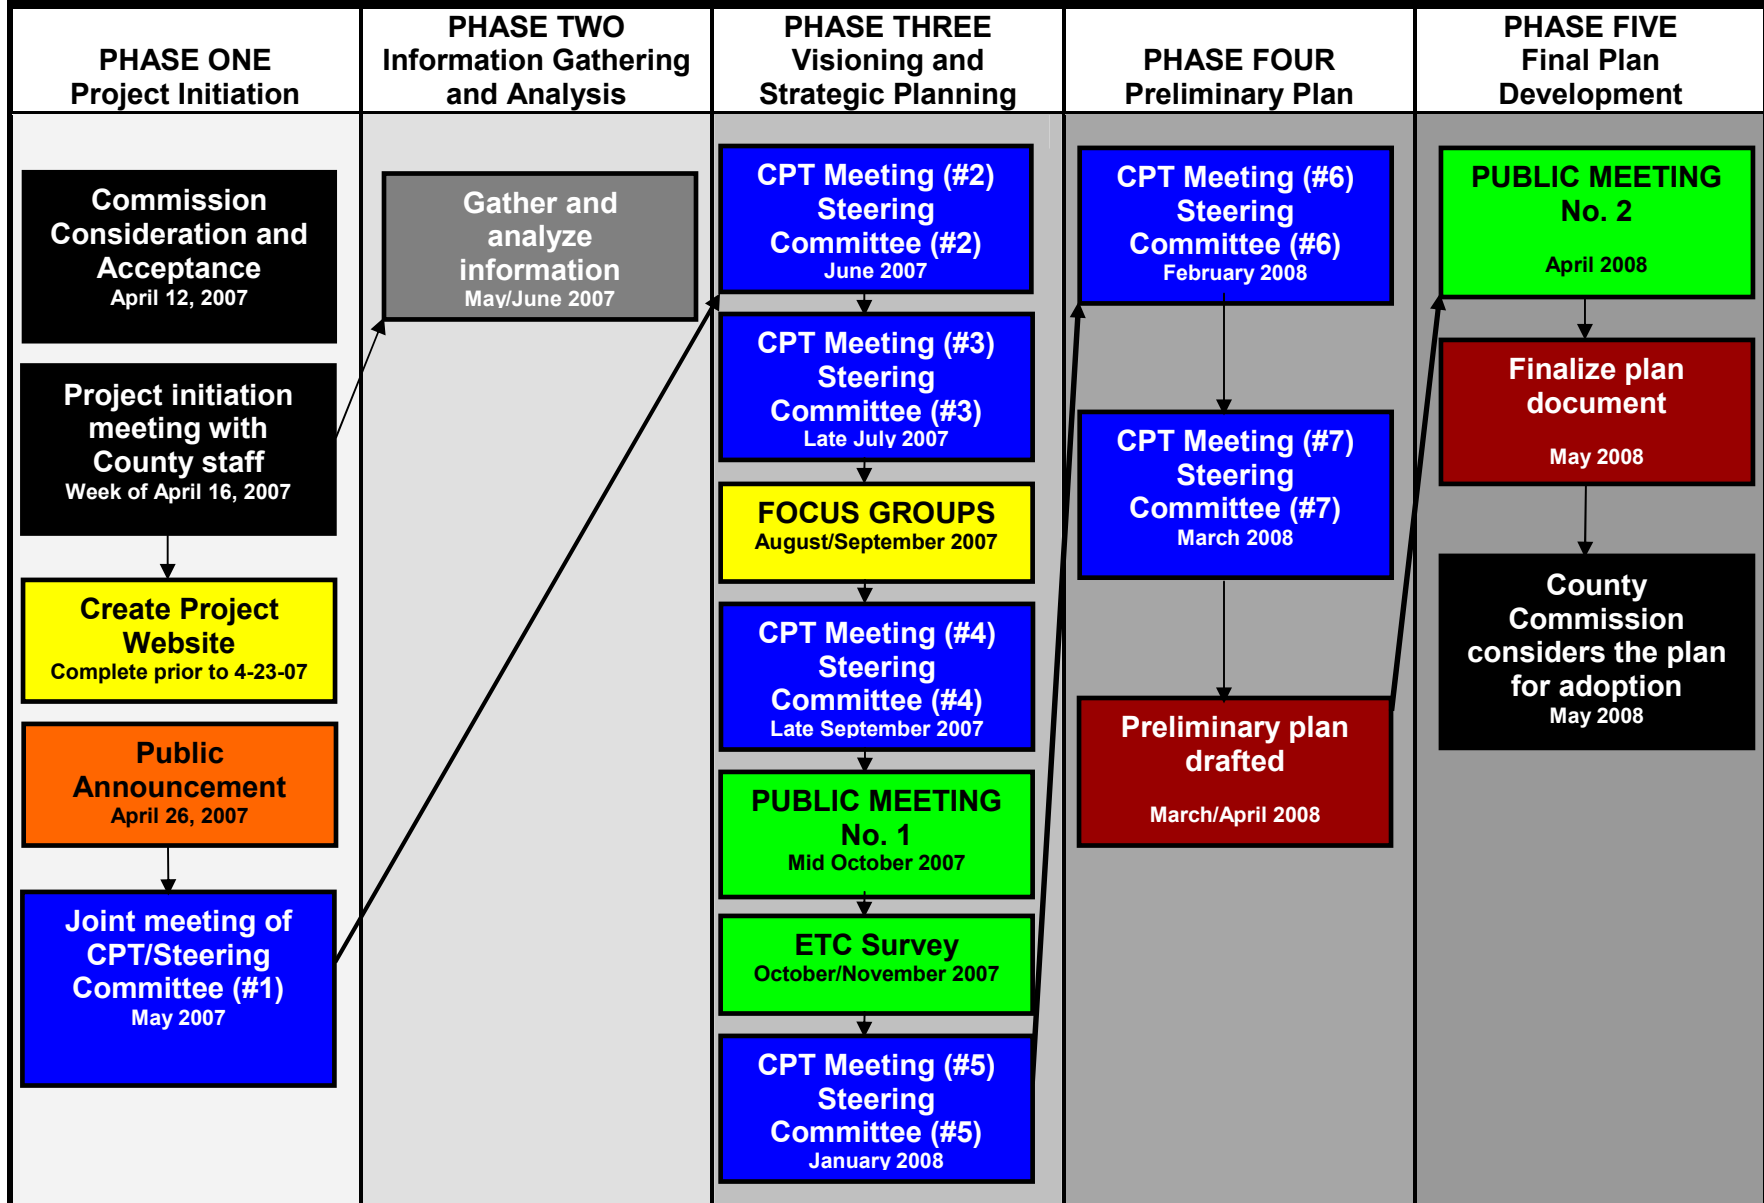 PHASE ONE
Project Initiation
PHASE TWO
Information Gathering
and Analysis
PHASE THREE
Visioning and
Strategic Planning
PHASE FOUR
Preliminary Plan
PHASE FIVE
Final Plan
Development
Commission
Consideration and
Acceptance
April 12, 2007
Project initiation
meeting with
County staff
Week of April 16, 2007
Create Project
Website
Complete prior to 4-23-07
Public
Announcement
April 26, 2007
Joint meeting of
CPT/Steering
Committee (#1)
May 2007
Gather and
analyze
information
May/June 2007
CPT Meeting (#2)
Steering
Committee (#2)
June 2007
CPT Meeting (#3)
Steering
Committee (#3)
Late July 2007
FOCUS GROUPS
August/September 2007
CPT Meeting (#4)
Steering
Committee (#4)
Late September 2007
PUBLIC MEETING
No. 1
Mid October 2007
ETC Survey
October/November 2007
CPT Meeting (#5)
Steering
Committee (#5)
January 2008
CPT Meeting (#6)
Steering
Committee (#6)
February 2008
CPT Meeting (#7)
Steering
Committee (#7)
March 2008
Preliminary plan
drafted
March/April 2008
PUBLIC MEETING
No. 2
April 2008
Finalize plan
document
May 2008
County
Commission
considers the plan
for adoption
May 2008